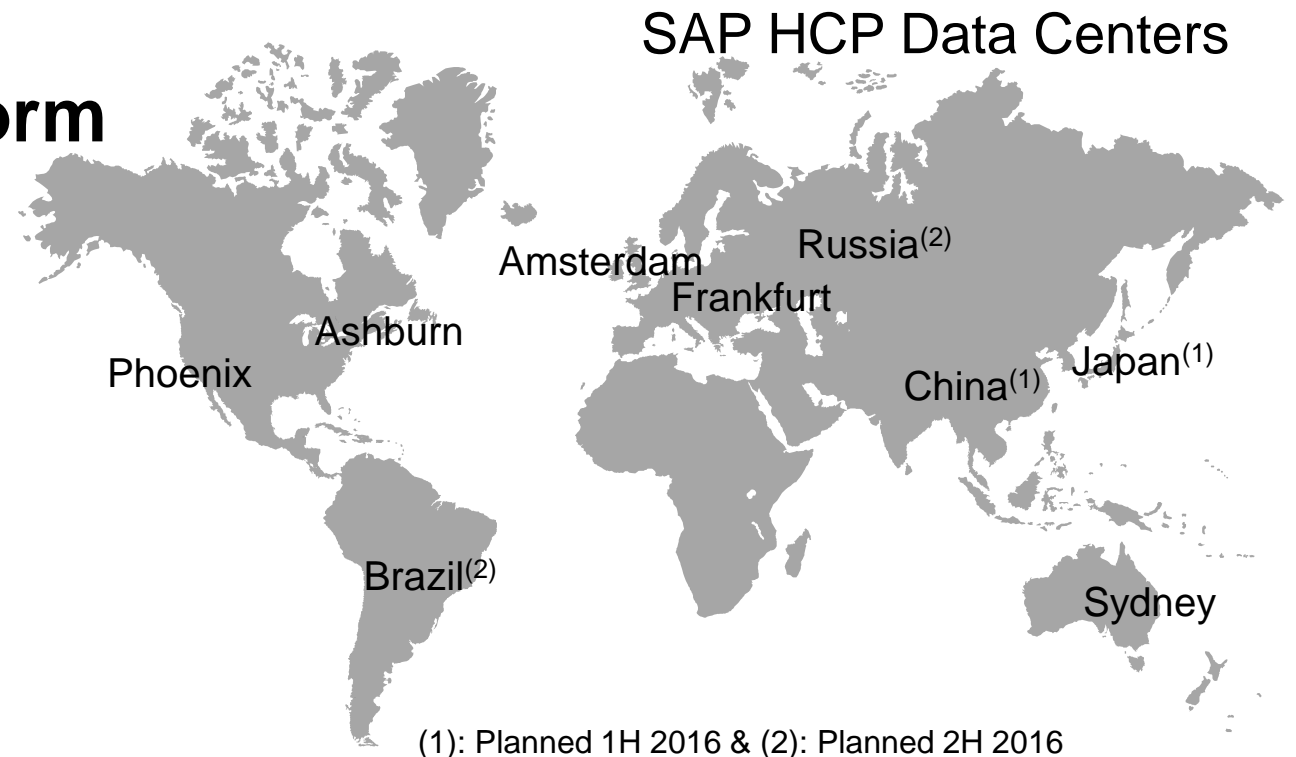 SAP HCP Data Centers
orm
Russia(2)
Amsterdam
Frankfurt
Ashburn
Japan(1)
Phoenix
China(1)
Brazil(2)
Sydney
(1): Planned 1H 2016 & (2): Planned 2H 2016